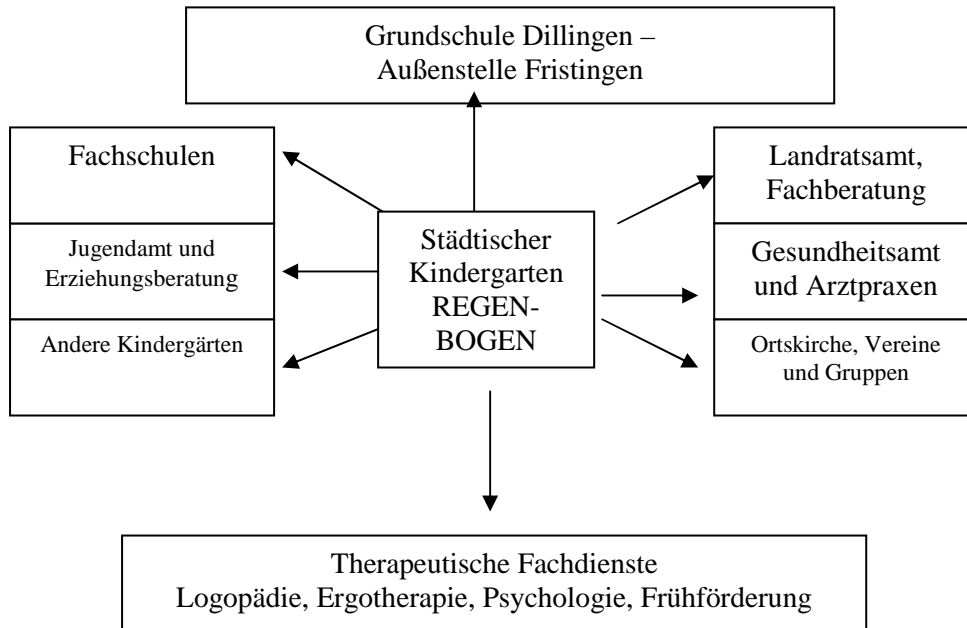 Grundschule Dillingen –
Außenstelle Fristingen
Fachschulen
Jugendamt und
Erziehungsberatung
Andere Kindergärten
Städtischer
Kindergarten
REGEN-
BOGEN
Landratsamt,
Fachberatung
Gesundheitsamt
und Arztpraxen
Ortskirche, Vereine
und Gruppen
Therapeutische Fachdienste
Logopädie, Ergotherapie, Psychologie, Frühförderung